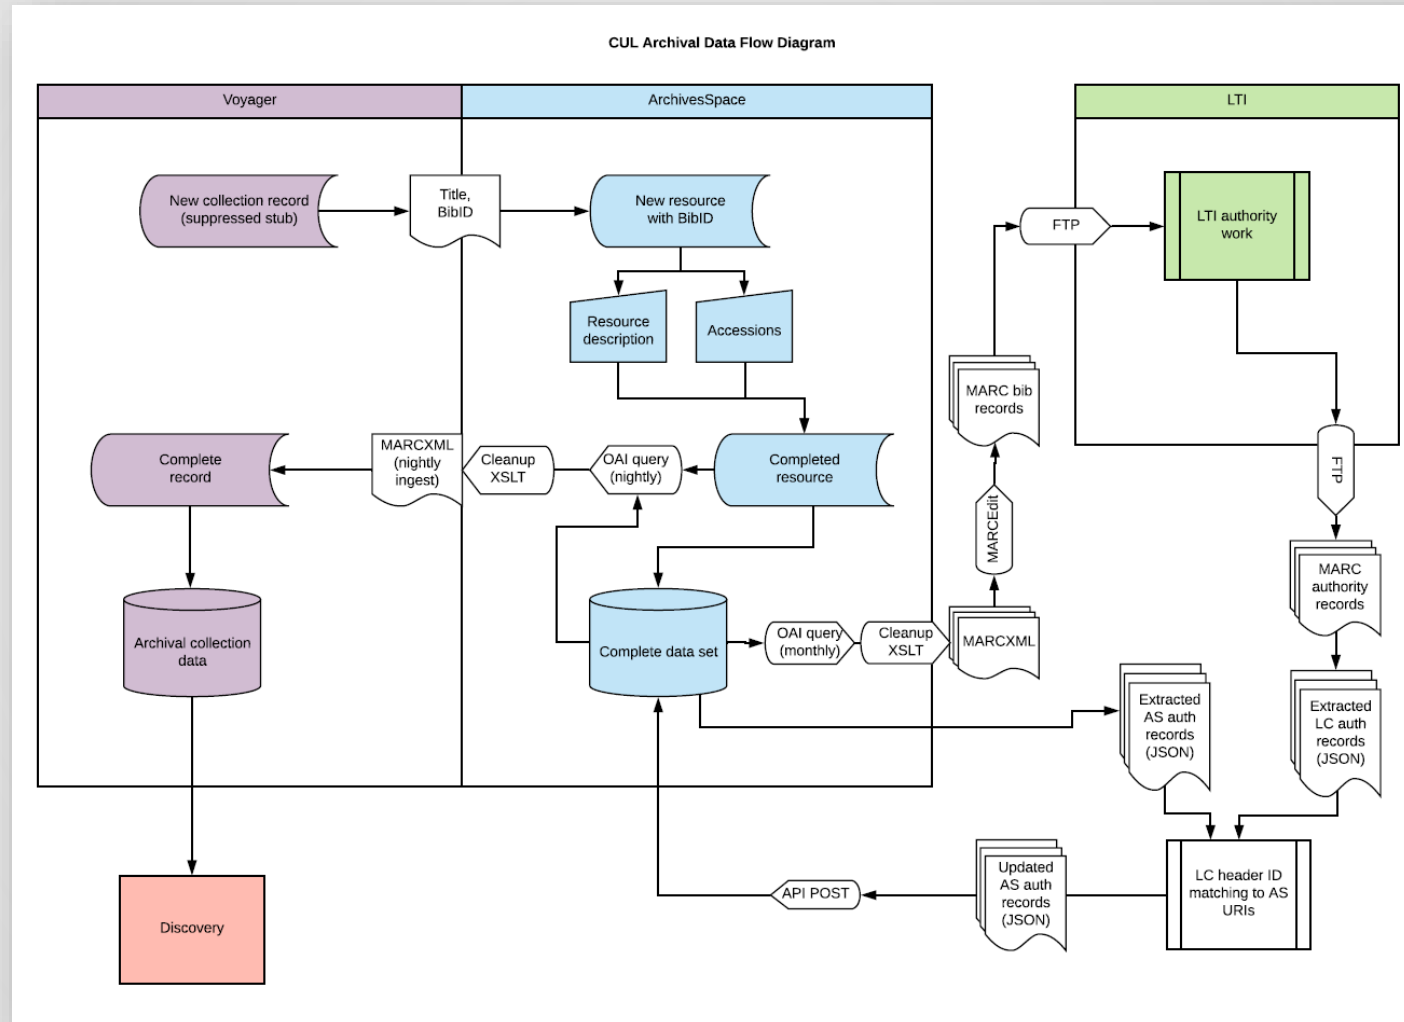 CUL Archival Data Flow Diagram
Voyager
ArchivesSpace
LTI
New collection record
(suppressed stub)
Title,
BibID
New resource
with BibID
FTP
LTI authority
work
Resource
description
Accessions
MARC bib
records
Complete
record
MARCXML
(nightly
ingest)
Cleanup
XSLT
OAI query
(nightly)
Completed
resource
MARCEdit
FTP
MARC
authority
records
Archival collection
data
Complete data set
OAI query
(monthly)
Cleanup
XSLT
MARCXML
Extracted
AS auth
records
(JSON)
Extracted
LC auth
records
(JSON)
Discovery
API POST
Updated
AS auth
records
(JSON)
LC header ID
matching to AS
URIs